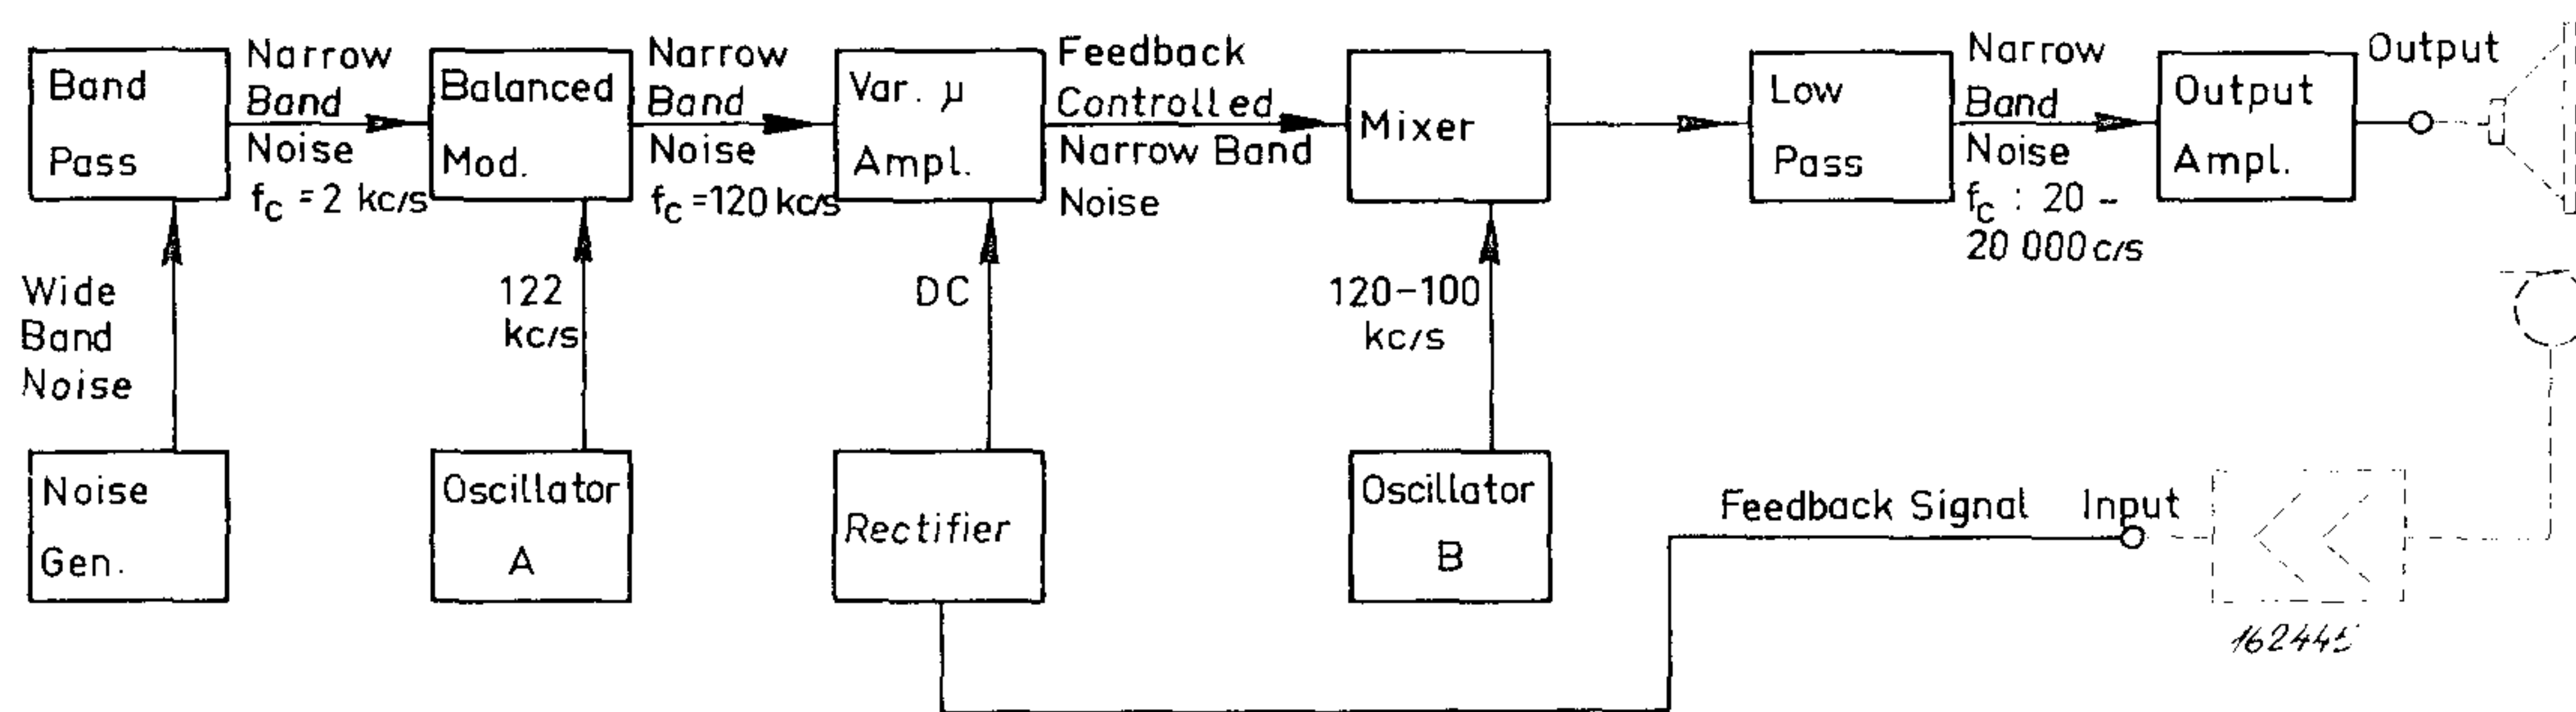 Band
Pass
Narrow
Band
Noise
fc = 2 kc/s
Balanced
Mod.
Narrow
Band
Noise
fc = 120 kc/s
Var. µ
Ampl.
Feedback
Controlled
Narrow Band
Noise
Mixer
Low
Pass
Narrow
Band
Noise
fc : 20 –
20 000 c/s
Output
Ampl.
Output
Wide
Band
Noise
122
kc/s
DC
120–100
kc/s
Noise
Gen.
Oscillator
A
Rectifier
Oscillator
B
Feedback Signal
Input